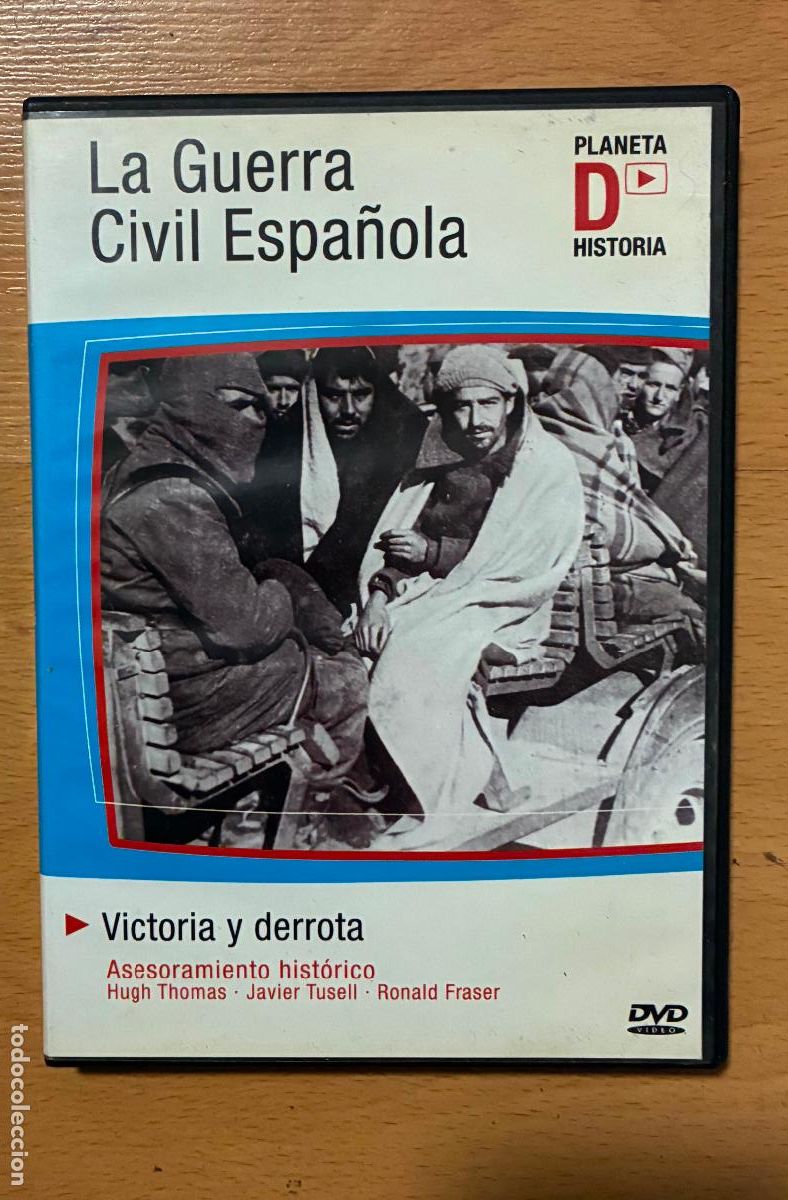 La Guerra
Civil Española
PLANETA
D
HISTORIA
Victoria y derrota
Asesoramiento histórico
Hugh Thomas · Javier Tusell · Ronald Fraser
DVD
VIDEO
todocoleccion